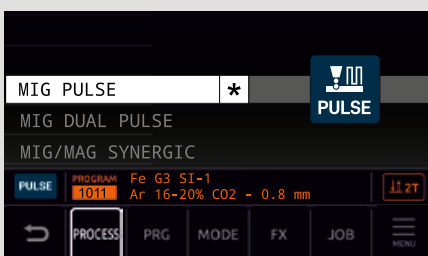 MIG PULSE *
PULSE
MIG DUAL PULSE
MIG/MAG SYNERGIC
PULSE PROGRAM Fe G3 SI-1
1011 Ar 16-20% CO2 - 0.8 mm 2T
PROCESS PRG MODE FX JOB MENU